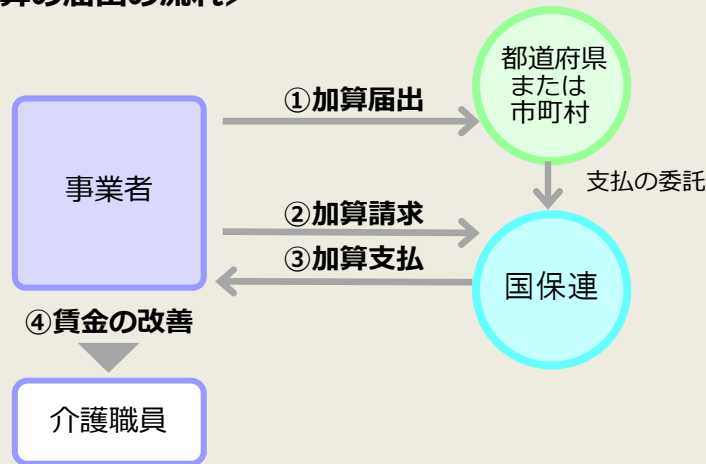 算の届出の流れ>
都道府県
または
市町村
①加算届出
事業者
支払の委託
②加算請求
③加算支払
国保連
④賃金の改善
介護職員